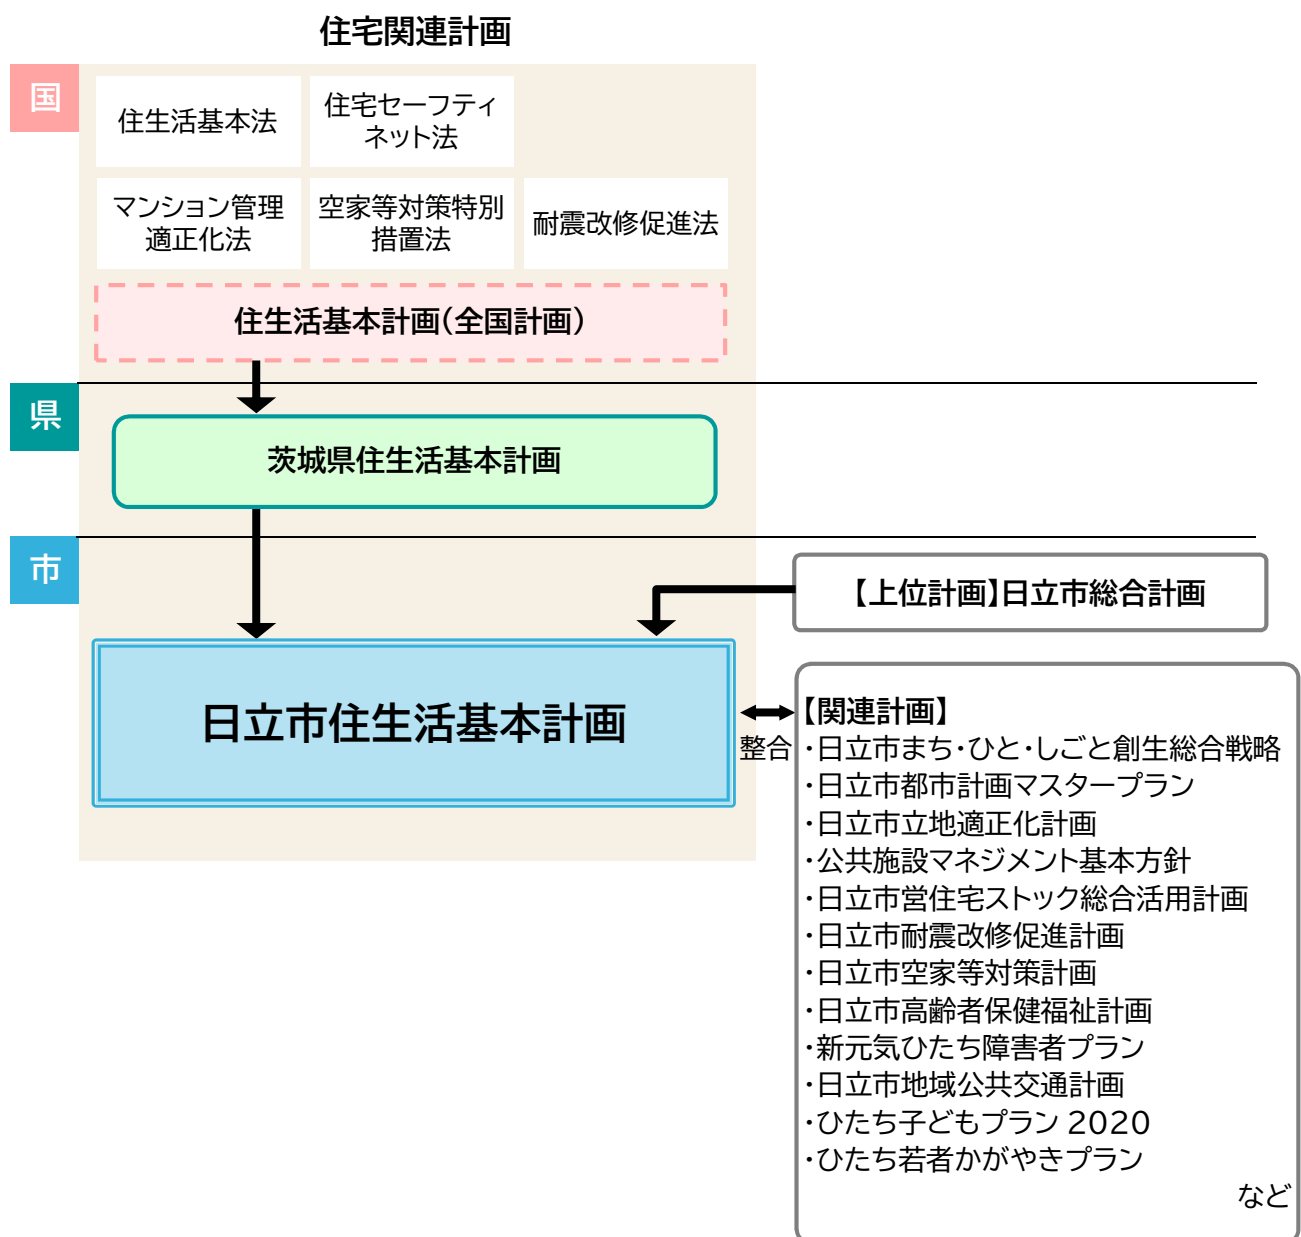 住宅関連計画
国
住生活基本法
住宅セーフティ
ネット法
マンション管理
適正化法
空家等対策特別
措置法
耐震改修促進法
住生活基本計画(全国計画)
県
茨城県住生活基本計画
市
【上位計画】日立市総合計画
日立市住生活基本計画
整合
【関連計画】
・日立市まち・ひと・しごと創生総合戦略
・日立市都市計画マスタープラン
・日立市立地適正化計画
・公共施設マネジメント基本方針
・日立市営住宅ストック総合活用計画
・日立市耐震改修促進計画
・日立市空家等対策計画
・日立市高齢者保健福祉計画
・新元気ひたち障害者プラン
・日立市地域公共交通計画
・ひたち子どもプラン 2020
・ひたち若者かがやきプラン
など